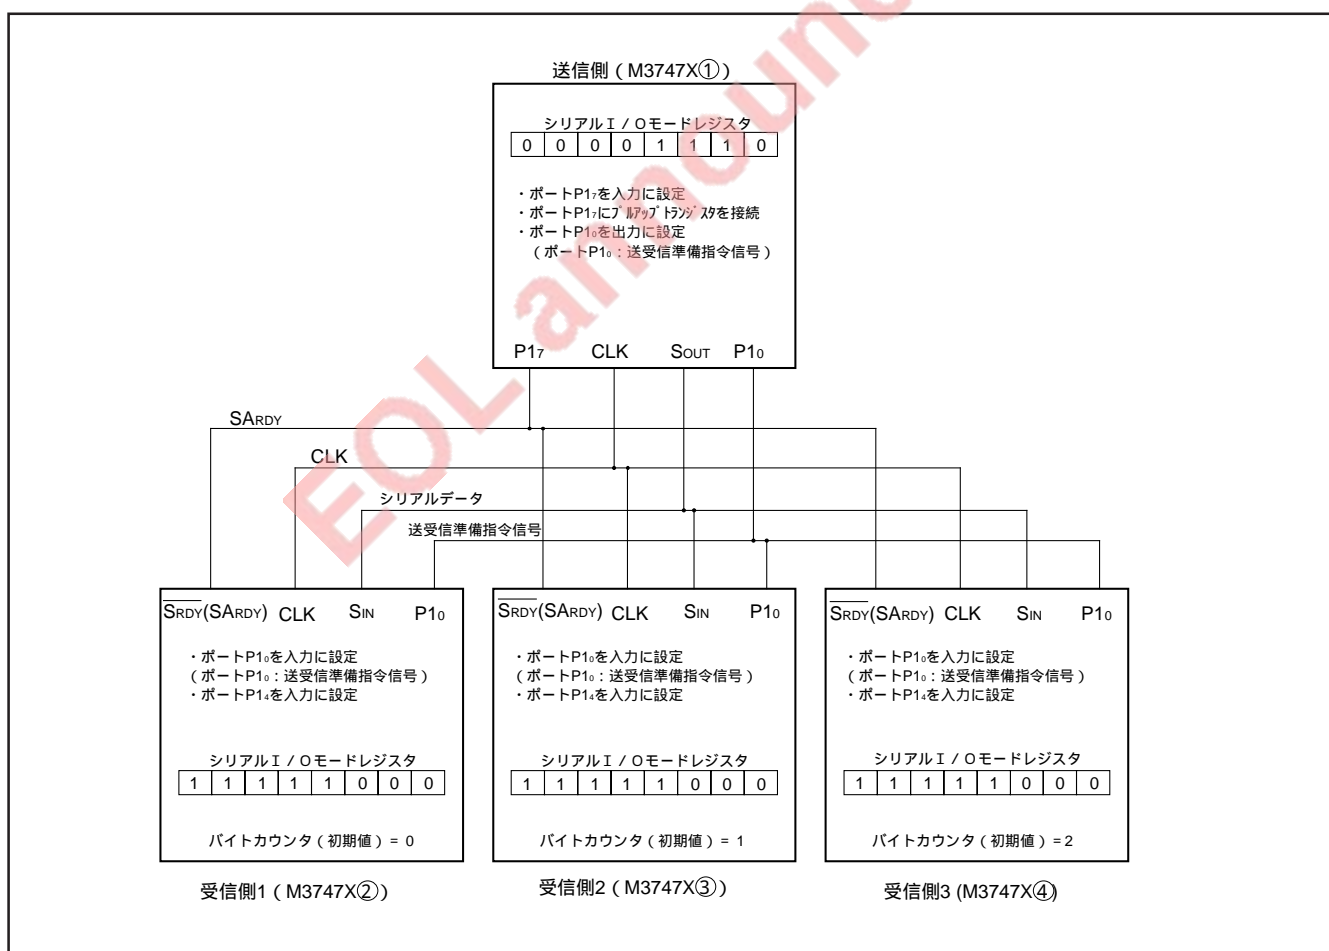 送信側（M3747X①）
シリアルI/Oモードレジスタ
0 0 0 0 1 1 1 0
・ポートP17を入力に設定
・ポートP17にプルアップトランジスタを接続
・ポートP10を出力に設定
（ポートP10：送受信準備指令信号）
P17 CLK SOUT P10
SARDY
CLK
シリアルデータ
送受信準備指令信号
SRDY(SARDY) CLK SIN P10
・ポートP10を入力に設定
（ポートP10：送受信準備指令信号）
・ポートP14を入力に設定
シリアルI/Oモードレジスタ
1 1 1 1 1 0 0 0
バイトカウンタ（初期値）= 0
受信側1（M3747X②）
SRDY(SARDY) CLK SIN P10
・ポートP10を入力に設定
（ポートP10：送受信準備指令信号）
・ポートP14を入力に設定
シリアルI/Oモードレジスタ
1 1 1 1 1 0 0 0
バイトカウンタ（初期値）= 1
受信側2（M3747X③）
SRDY(SARDY) CLK SIN P10
・ポートP10を入力に設定
（ポートP10：送受信準備指令信号）
・ポートP14を入力に設定
シリアルI/Oモードレジスタ
1 1 1 1 1 0 0 0
バイトカウンタ（初期値）=2
受信側3 (M3747X④)
EOL announ